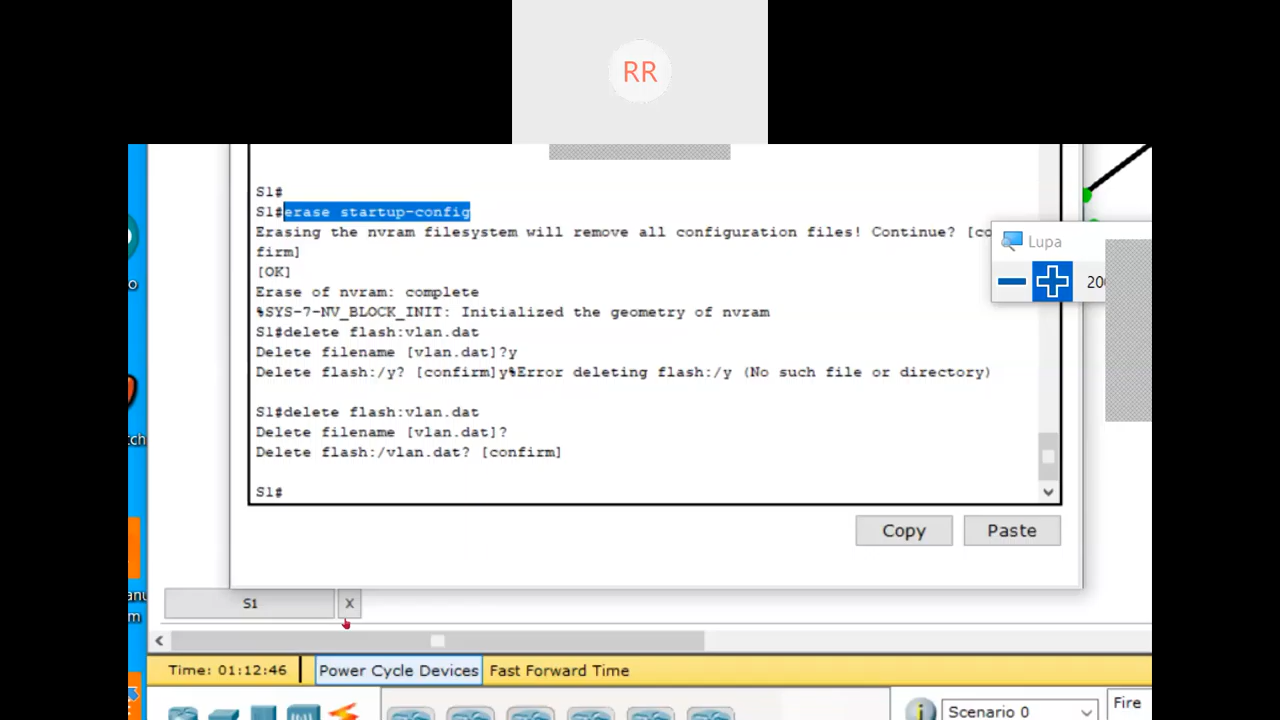 RR
S1#
S1#erase startup-config
Erasing the nvram filesystem will remove all configuration files! Continue? [co
firm]
[OK]
Erase of nvram: complete
%SYS-7-NV_BLOCK_INIT: Initialized the geometry of nvram
S1#delete flash:vlan.dat
Delete filename [vlan.dat]?y
Delete flash:/y? [confirm]y%Error deleting flash:/y (No such file or directory)
S1#delete flash:vlan.dat
Delete filename [vlan.dat]?
Delete flash:/vlan.dat? [confirm]
S1#
Lupa
20
Copy Paste
S1 X
Time: 01:12:46 Power Cycle Devices Fast Forward Time
Scenario 0
Fire